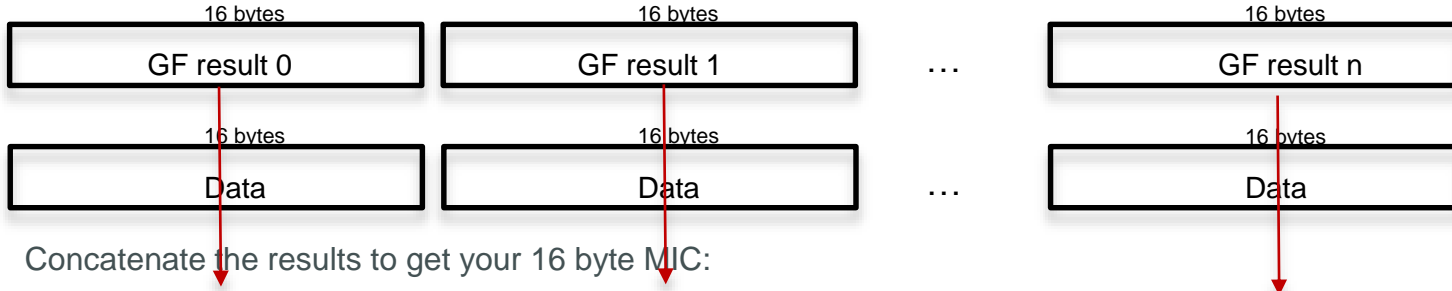 16 bytes 16 bytes 16 bytes
GF result 0 GF result 1 ... GF result n
16 bytes 16 bytes 16 bytes
Data Data ... Data
Concatenate the results to get your 16 byte MIC: